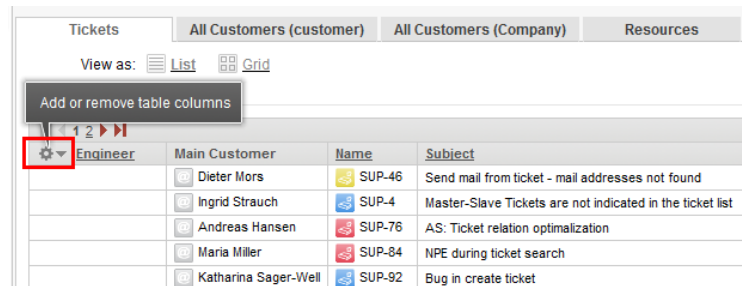 Tickets All Customers (customer) All Customers (Company) Resources
View as: List Grid
Add or remove table columns
1 2
Engineer Main Customer Name Subject
Dieter Mors SUP-46 Send mail from ticket - mail addresses not found
Ingrid Strauch SUP-4 Master-Slave Tickets are not indicated in the ticket list
Andreas Hansen SUP-76 AS: Ticket relation optimalization
Maria Miller SUP-84 NPE during ticket search
Katharina Sager-Well SUP-92 Bug in create ticket